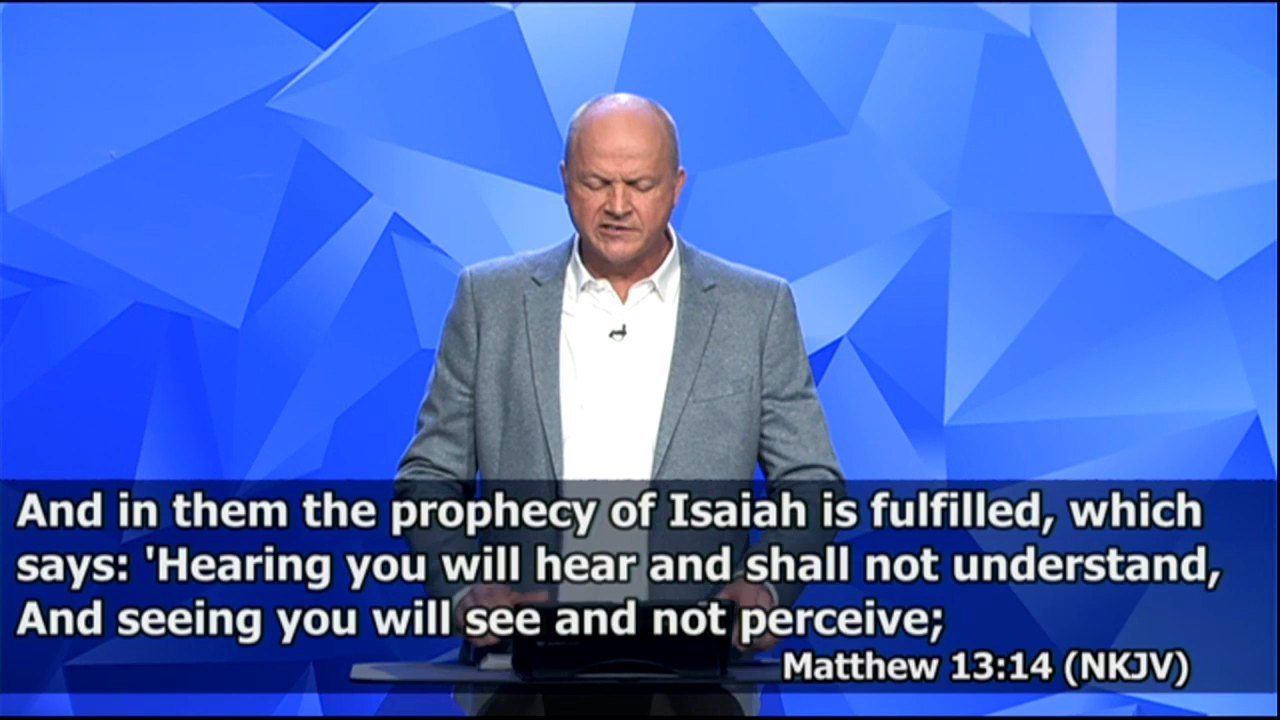 And in them the prophecy of Isaiah is fulfilled, which
says: 'Hearing you will hear and shall not understand,
And seeing you will see and not perceive;
Matthew 13:14 (NKJV)